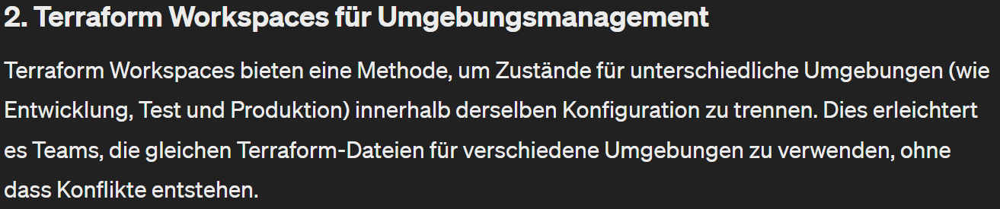 2. Terraform Workspaces für Umgebungsmanagement
Terraform Workspaces bieten eine Methode, um Zustände für unterschiedliche Umgebungen (wie
Entwicklung, Test und Produktion) innerhalb derselben Konfiguration zu trennen. Dies erleichtert
es Teams, die gleichen Terraform-Dateien für verschiedene Umgebungen zu verwenden, ohne
dass Konflikte entstehen.